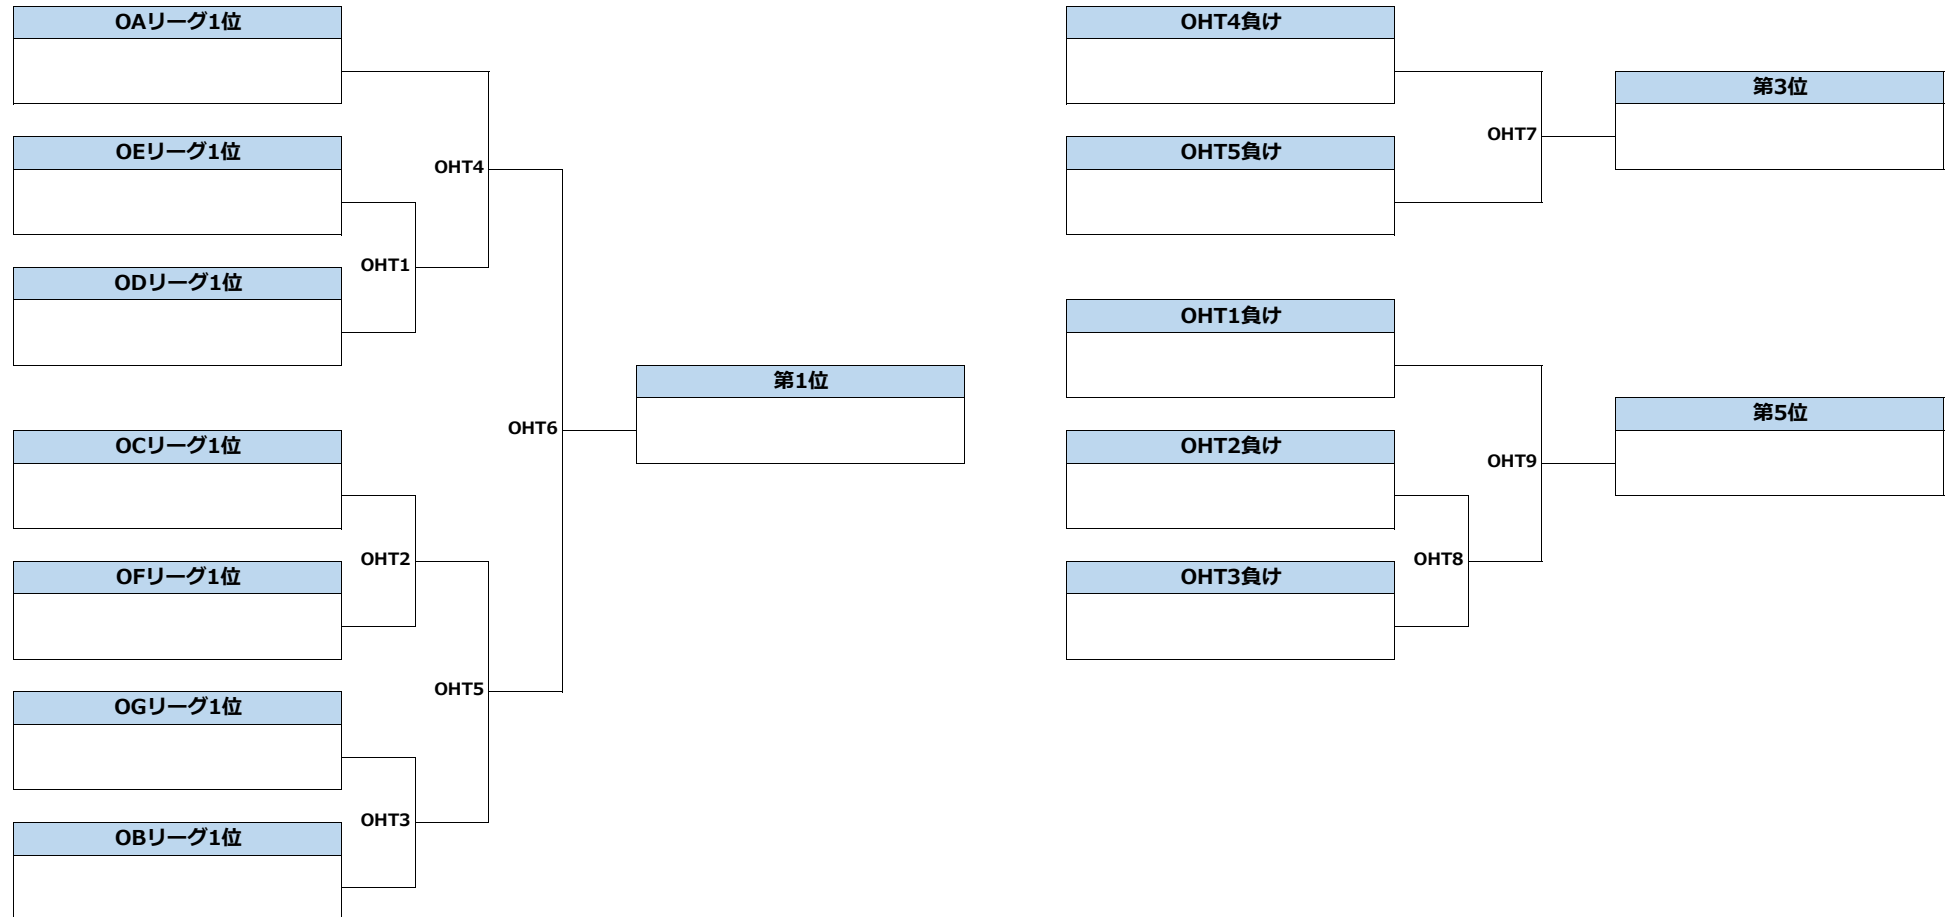 OAリーグ1位
OEリーグ1位
OHT4
OHT1
ODリーグ1位
第1位
OHT6
OCリーグ1位
OHT2
OFリーグ1位
OHT5
OGリーグ1位
OHT3
OBリーグ1位
OHT4負け
第3位
OHT7
OHT5負け
OHT1負け
第5位
OHT2負け
OHT9
OHT8
OHT3負け